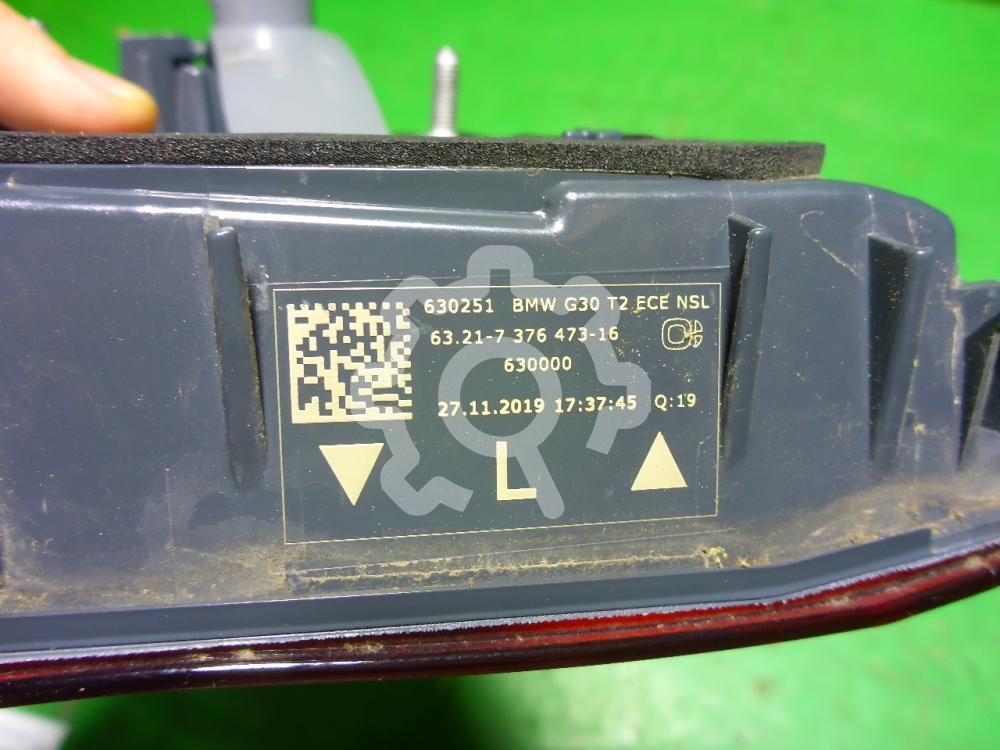 630251 BMW G30 T2 ECE NSL
63.21-7 376 473-16
630000
27.11.2019 17:37:45 Q:19
L